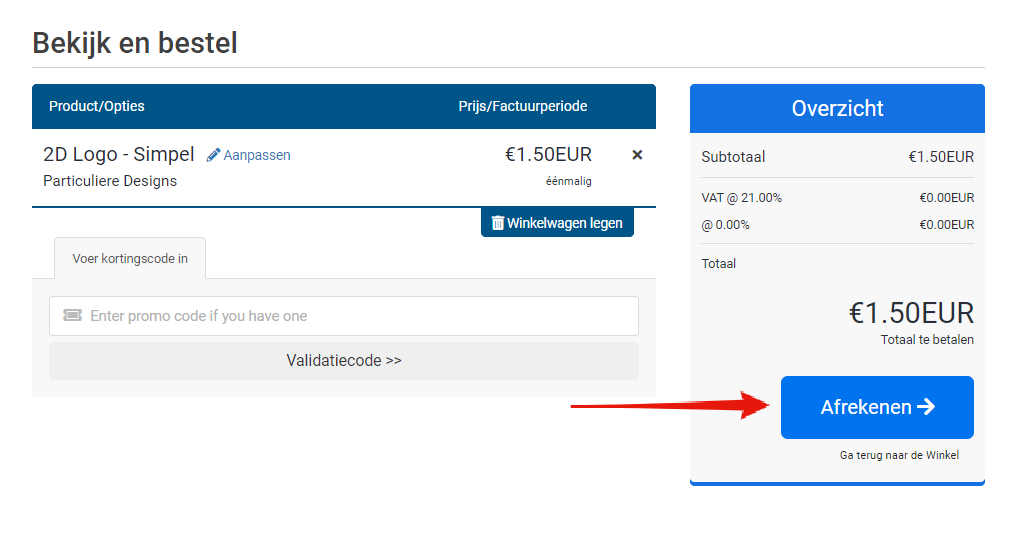 Bekijk en bestel
Product/Opties Prijs/Factuurperiode
2D Logo - Simpel Aanpassen €1.50EUR
Particuliere Designs éénmalig
Winkelwagen legen
Voer kortingscode in
Enter promo code if you have one
Validatiecode >>
Overzicht
Subtotaal €1.50EUR
VAT @ 21.00% €0.00EUR
@ 0.00% €0.00EUR
Totaal
€1.50EUR
Totaal te betalen
Afrekenen
Ga terug naar de Winkel